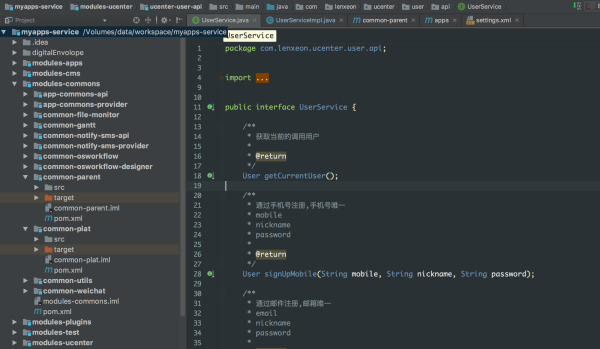 myapps-service modules-ucenter ucenter-user-api src main java com lenxeon ucenter user api
Project
UserService.java UserServiceImpl.java common-parent apps settings.xml
myapps-service /Volumes/data/workspace/myapps-service
UserService
.idea
digitalEnvelope
modules-apps
modules-cms
modules-commons
app-commons-api
app-commons-provider
common-file-monitor
common-gantt
common-notify-sms-api
common-notify-sms-provider
common-osworkflow
common-osworkflow-designer
common-parent
src
target
common-parent.iml
pom.xml
common-plat
src
target
common-plat.iml
pom.xml
common-utils
common-weichat
modules-commons.iml
pom.xml
modules-plugins
modules-test
modules-ucenter
1 package com.lenxeon.ucenter.user.api;
2
3
4 import ...
9
10
11 public interface UserService {
12
13 /**
14 * 获取当前的调用用户
15 *
16 * @return
17 */
18 User getCurrentUser();
19
20 /**
21 * 通过手机号注册,手机号唯一
22 * mobile
23 * nickname
24 * password
25 *
26 * @return
27 */
28 User signUpMobile(String mobile, String nickname, String password);
29
30 /**
31 * 通过邮件注册,邮箱唯一
32 * email
33 * nickname
34 * password
35 *